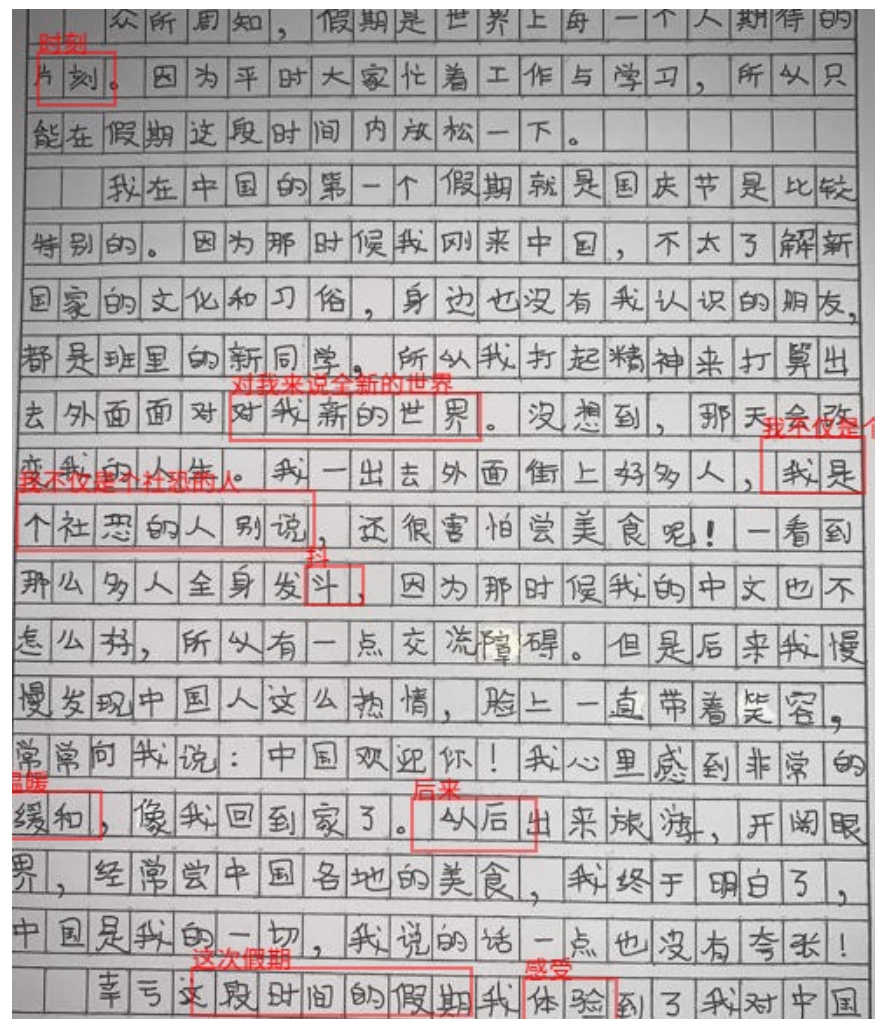 众所周知，假期是世界上每一个人期待的
时刻
片刻。因为平时大家忙着工作与学习，所以只
能在假期这段时间内放松一下。
我在中国的第一个假期就是国庆节是比较
特别的。因为那时候我刚来中国，不太了解新
国家的文化和习俗，身边也没有我认识的朋友，
都是班里的新同学。所以我打起精神来打算出
对我来说全新的世界
去外面面对对我新的世界。没想到，那天会改
我不仅是个
变我的人生。我一出去外面街上好多人，我是
我不仅是个社恐的人
个社恐的人别说，还很害怕尝美食呢！一看到
抖
那么多人全身发斗，因为那时候我的中文也不
怎么好，所以有一点交流障碍。但是后来我慢
慢发现中国人这么热情，脸上一直带着笑容，
常常向我说：中国欢迎你！我心里感到非常的
温暖 后来
缓和，像我回到家了。从后出来旅游，开阔眼
界，经常尝中国各地的美食，我终于明白了，
中国是我的一切，我说的话一点也没有夸张！
这次假期 感受
幸亏这段时间的假期我体验到了我对中国